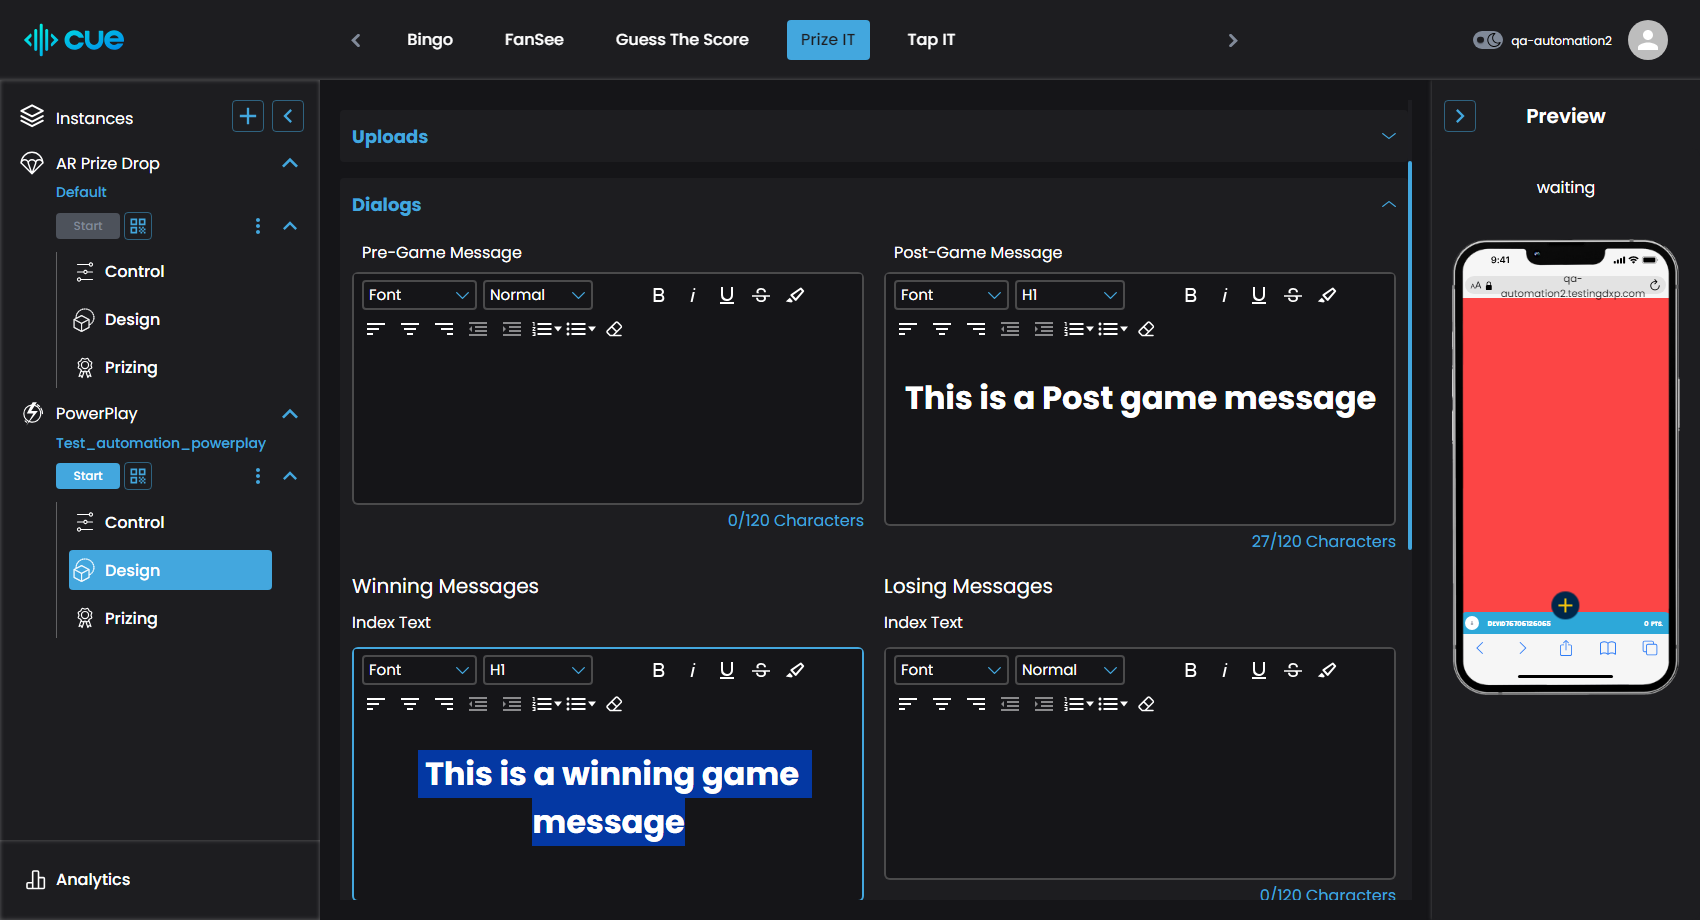 cue
Bingo
FanSee
Guess The Score
Prize IT
Tap IT
qa-automation2
Instances
AR Prize Drop
Default
Start
Control
Design
Prizing
PowerPlay
Test_automation_powerplay
Start
Control
Design
Prizing
Analytics
Uploads
Dialogs
Pre-Game Message
Font
Normal
B i U S
0/120 Characters
Post-Game Message
Font
H1
B i U S
This is a Post game message
27/120 Characters
Winning Messages
Index Text
Font
H1
B i U S
This is a winning game
message
Losing Messages
Index Text
Font
Normal
B i U S
0/120 Characters
Preview
waiting
9:41
AA
qa-
automation2.testingdxp.com
DEVID76706126065
0 PTS.